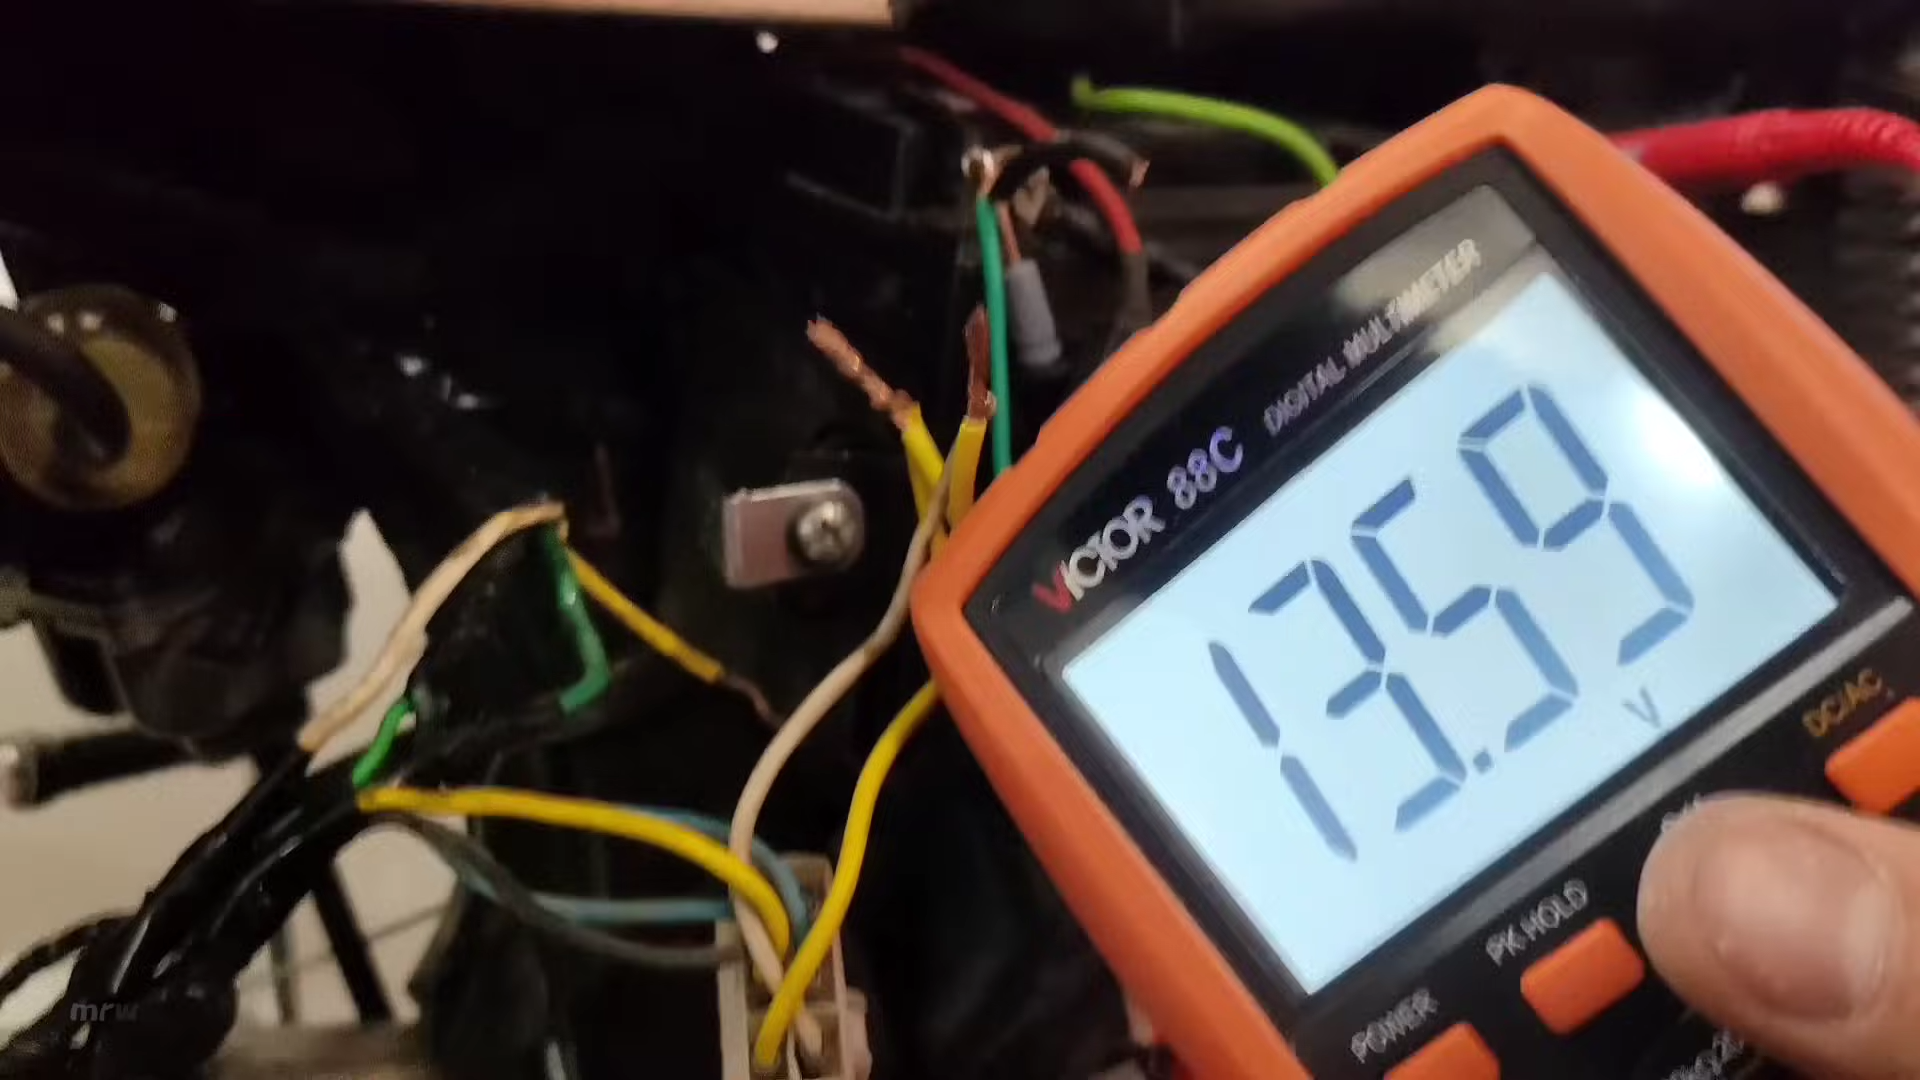 VICTOR 88C DIGITAL MULTIMETER
13.59
V
DC/AC
PK HOLD
POWER
mrw